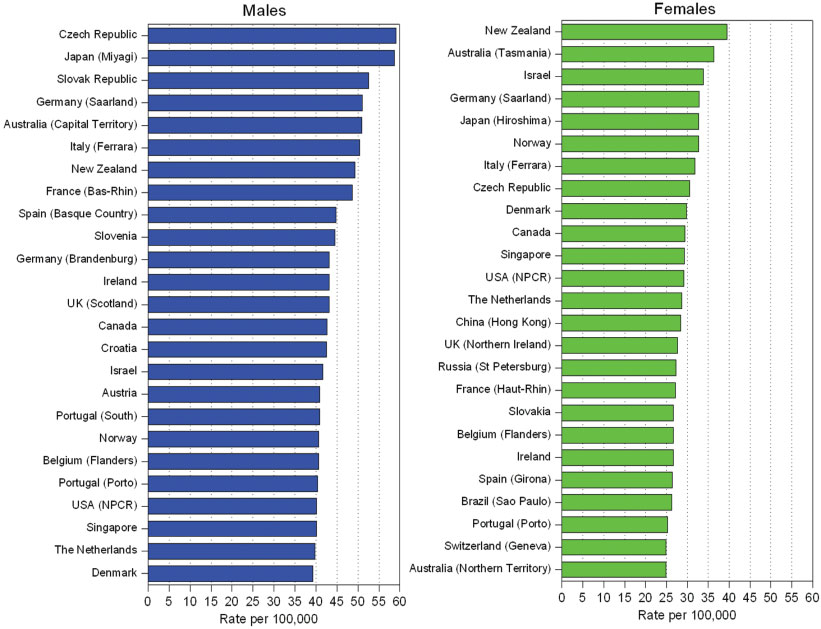 Males
Czech Republic
Japan (Miyagi)
Slovak Republic
Germany (Saarland)
Australia (Capital Territory)
Italy (Ferrara)
New Zealand
France (Bas-Rhin)
Spain (Basque Country)
Slovenia
Germany (Brandenburg)
Ireland
UK (Scotland)
Canada
Croatia
Israel
Austria
Portugal (South)
Norway
Belgium (Flanders)
Portugal (Porto)
USA (NPCR)
Singapore
The Netherlands
Denmark
0 5 10 15 20 25 30 35 40 45 50 55 60
Rate per 100,000
Females
New Zealand
Australia (Tasmania)
Israel
Germany (Saarland)
Japan (Hiroshima)
Norway
Italy (Ferrara)
Czech Republic
Denmark
Canada
Singapore
USA (NPCR)
The Netherlands
China (Hong Kong)
UK (Northern Ireland)
Russia (St Petersburg)
France (Haut-Rhin)
Slovakia
Belgium (Flanders)
Ireland
Spain (Girona)
Brazil (Sao Paulo)
Portugal (Porto)
Switzerland (Geneva)
Australia (Northern Territory)
0 5 10 15 20 25 30 35 40 45 50 55 60
Rate per 100,000